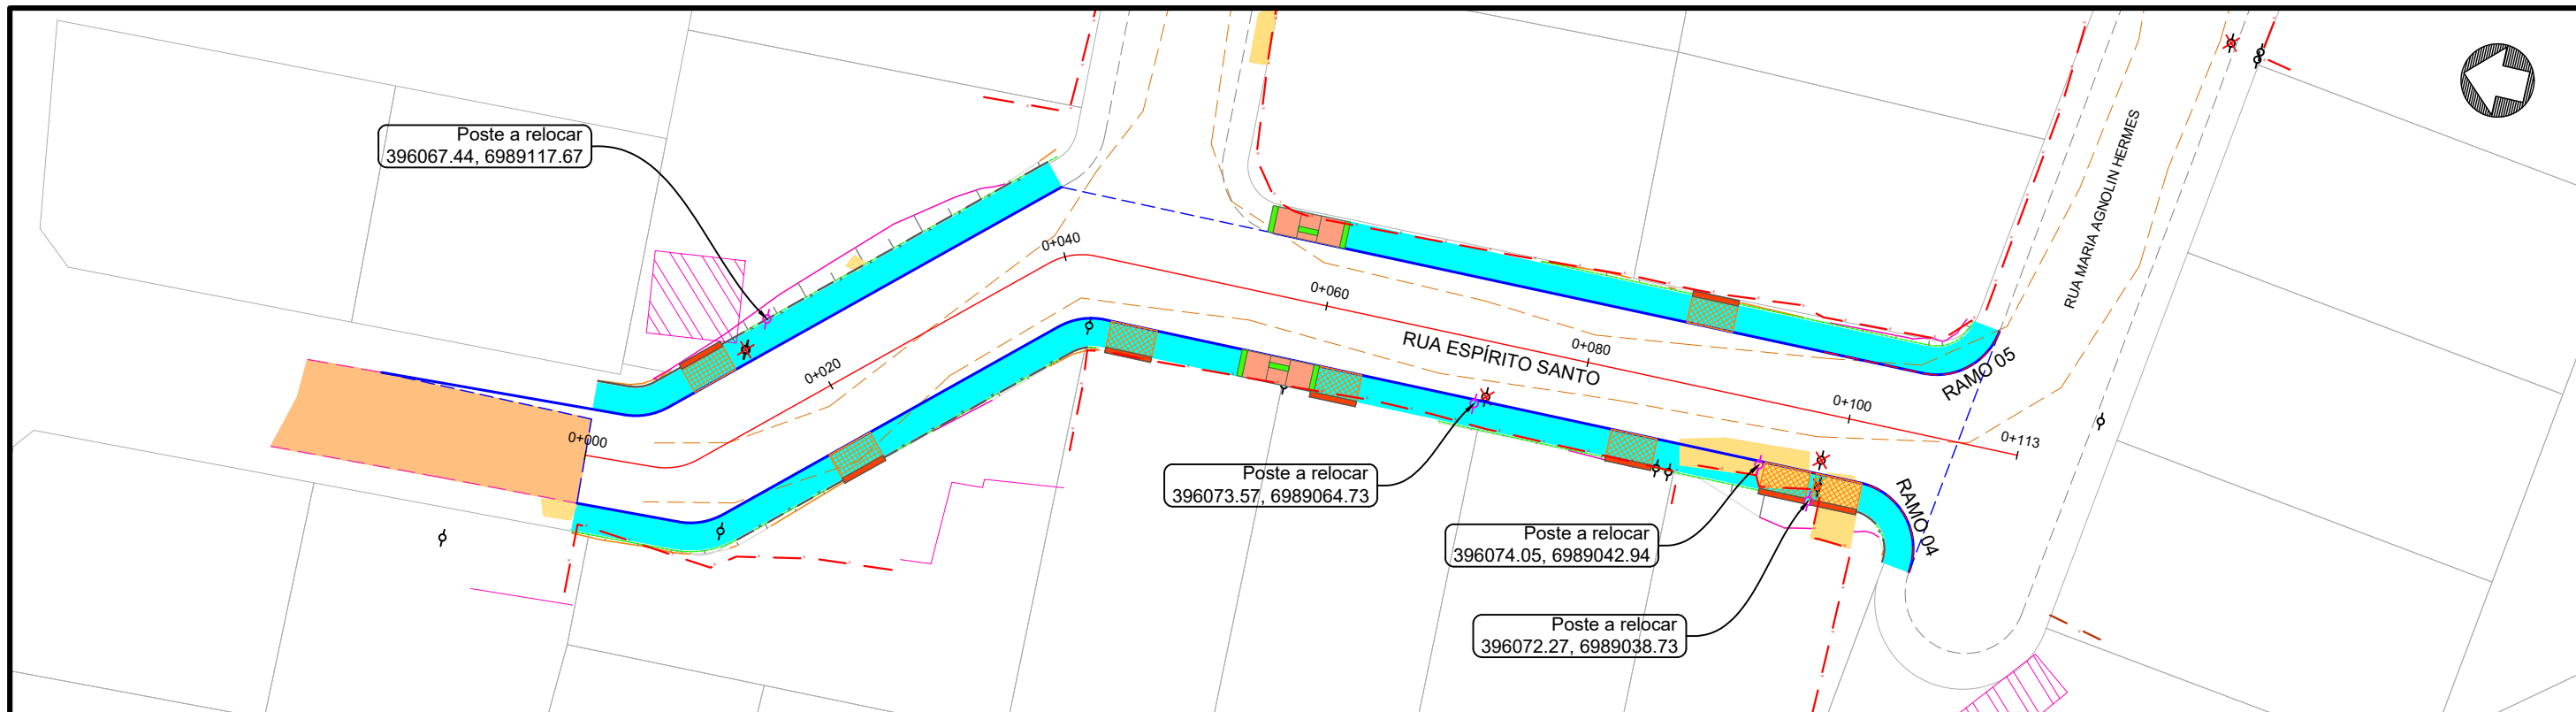 Poste a relocar
396067.44, 6989117.67
RUA MARIA AGNOLIN HERMES
0+040
0+060
0+020
RUA ESPÍRITO SANTO
0+080
RAMO 05
0+100
0+000
0+113
Poste a relocar
396073.57, 6989064.73
RAMO 04
Poste a relocar
396074.05, 6989042.94
Poste a relocar
396072.27, 6989038.73